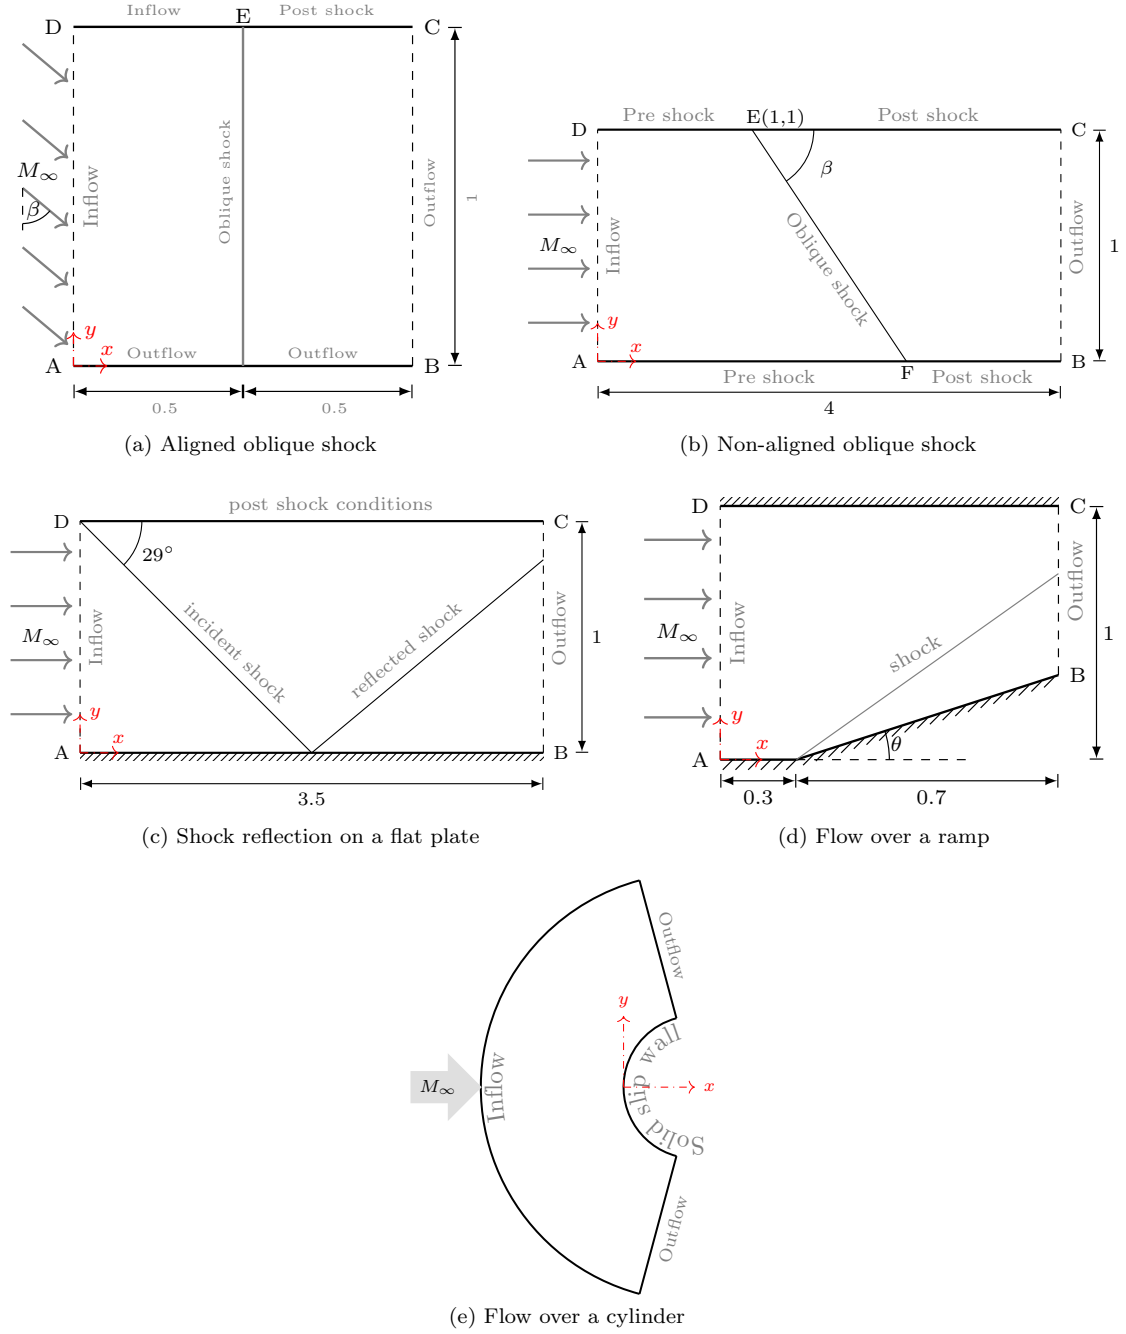 Inflow
Post shock
D
E
C
M∞
β
Inflow
Oblique shock
Outflow
1
y
x
A
Outflow
Outflow
B
0.5
0.5
(a) Aligned oblique shock
Pre shock
E(1,1)
Post shock
D
C
β
M∞
Inflow
Oblique shock
Outflow
1
y
x
A
F
B
Pre shock
Post shock
4
(b) Non-aligned oblique shock
post shock conditions
D
C
29°
M∞
Inflow
incident shock
reflected shock
Outflow
1
y
x
A
B
3.5
(c) Shock reflection on a flat plate
D
C
M∞
Inflow
shock
Outflow
1
B
y
x
A
θ
0.3
0.7
(d) Flow over a ramp
Outflow
y
M∞
Inflow
Solid slip wall
x
Outflow
(e) Flow over a cylinder